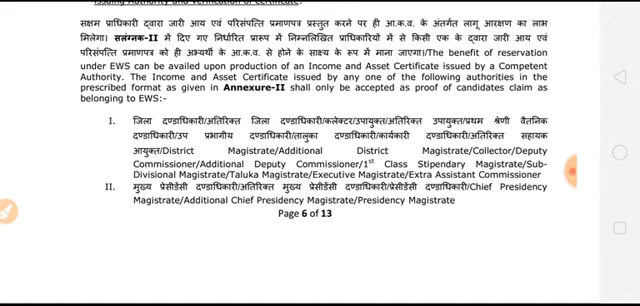 Issuing Authority and verification of certificate:
सक्षम प्राधिकारी द्वारा जारी आय एवं परिसंपत्ति प्रमाणपत्र प्रस्तुत करने पर ही आ.क.व. के अंतर्गत लागू आरक्षण का लाभ
मिलेगा। सलंग्नक-II में दिए गए निर्धारित प्रारूप में निम्नलिखित प्राधिकारियों में से किसी एक के द्वारा जारी आय एवं
परिसंपत्ति प्रमाणपत्र को ही अभ्यर्थी के आ.क.व. से होने के साक्ष्य के रूप में माना जाएगा।/The benefit of reservation
under EWS can be availed upon production of an Income and Asset Certificate issued by a Competent
Authority. The Income and Asset Certificate issued by any one of the following authorities in the
prescribed format as given in Annexure-II shall only be accepted as proof of candidates claim as
belonging to EWS:-
I. जिला दण्डाधिकारी/अतिरिक्त जिला दण्डाधिकारी/कलेक्टर/उपायुक्त/अतिरिक्त उपायुक्त/प्रथम श्रेणी वैतनिक
दण्डाधिकारी/उप प्रभागीय दण्डाधिकारी/तालुका दण्डाधिकारी/कार्यकारी दण्डाधिकारी/अतिरिक्त सहायक
आयुक्त/District Magistrate/Additional District Magistrate/Collector/Deputy
Commissioner/Additional Deputy Commissioner/1st Class Stipendary Magistrate/Sub-
Divisional Magistrate/Taluka Magistrate/Executive Magistrate/Extra Assistant Commissioner
II. मुख्य प्रेसीडेंसी दण्डाधिकारी/अतिरिक्त मुख्य प्रेसीडेंसी दण्डाधिकारी/प्रेसीडेंसी दण्डाधिकारी/Chief Presidency
Magistrate/Additional Chief Presidency Magistrate/Presidency Magistrate
Page 6 of 13